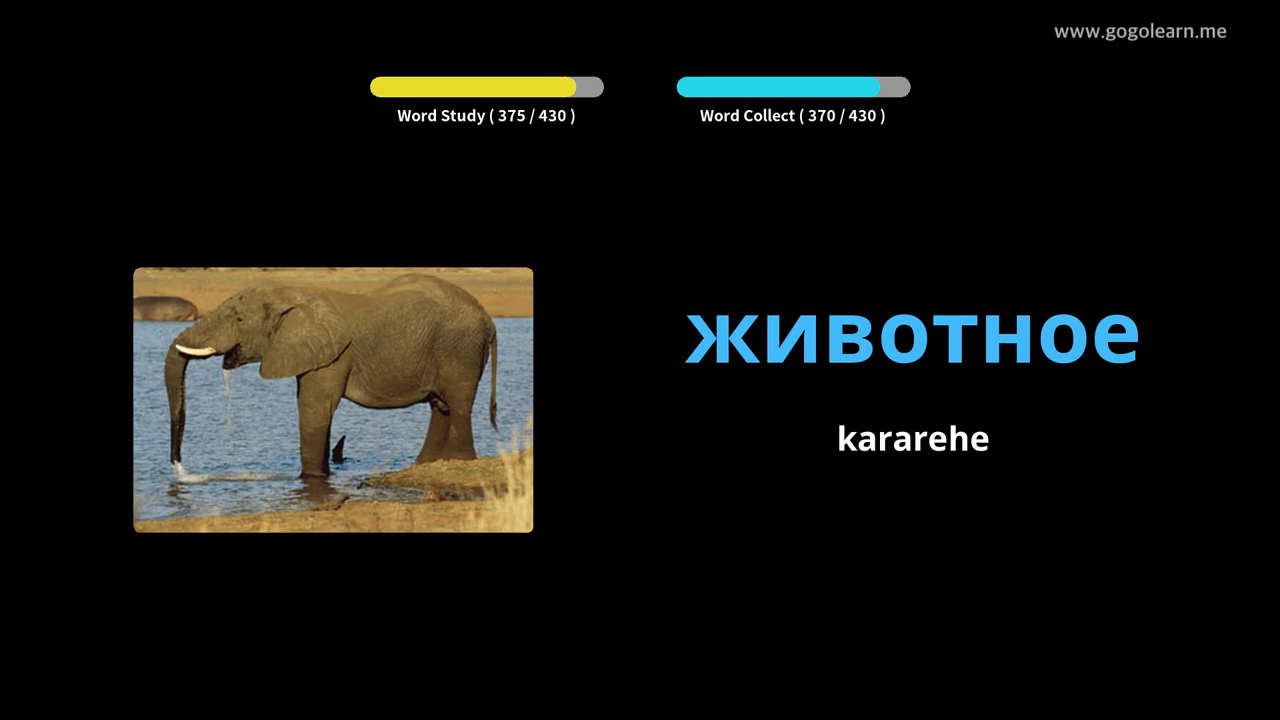 www.gogolearn.me
Word Study ( 375 / 430 )
Word Collect ( 370 / 430 )
животное
kararehe